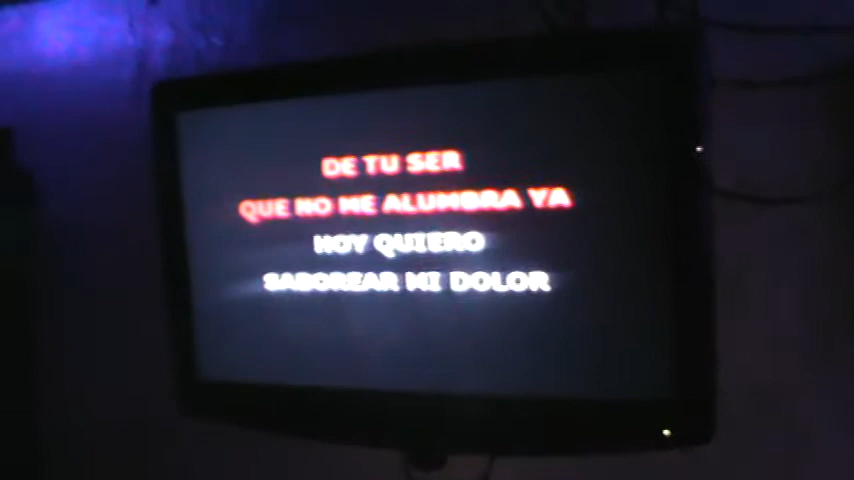 DE TU SER
QUE NO ME ALUMBRA YA
HOY QUIERO
SABOREAR MI DOLOR